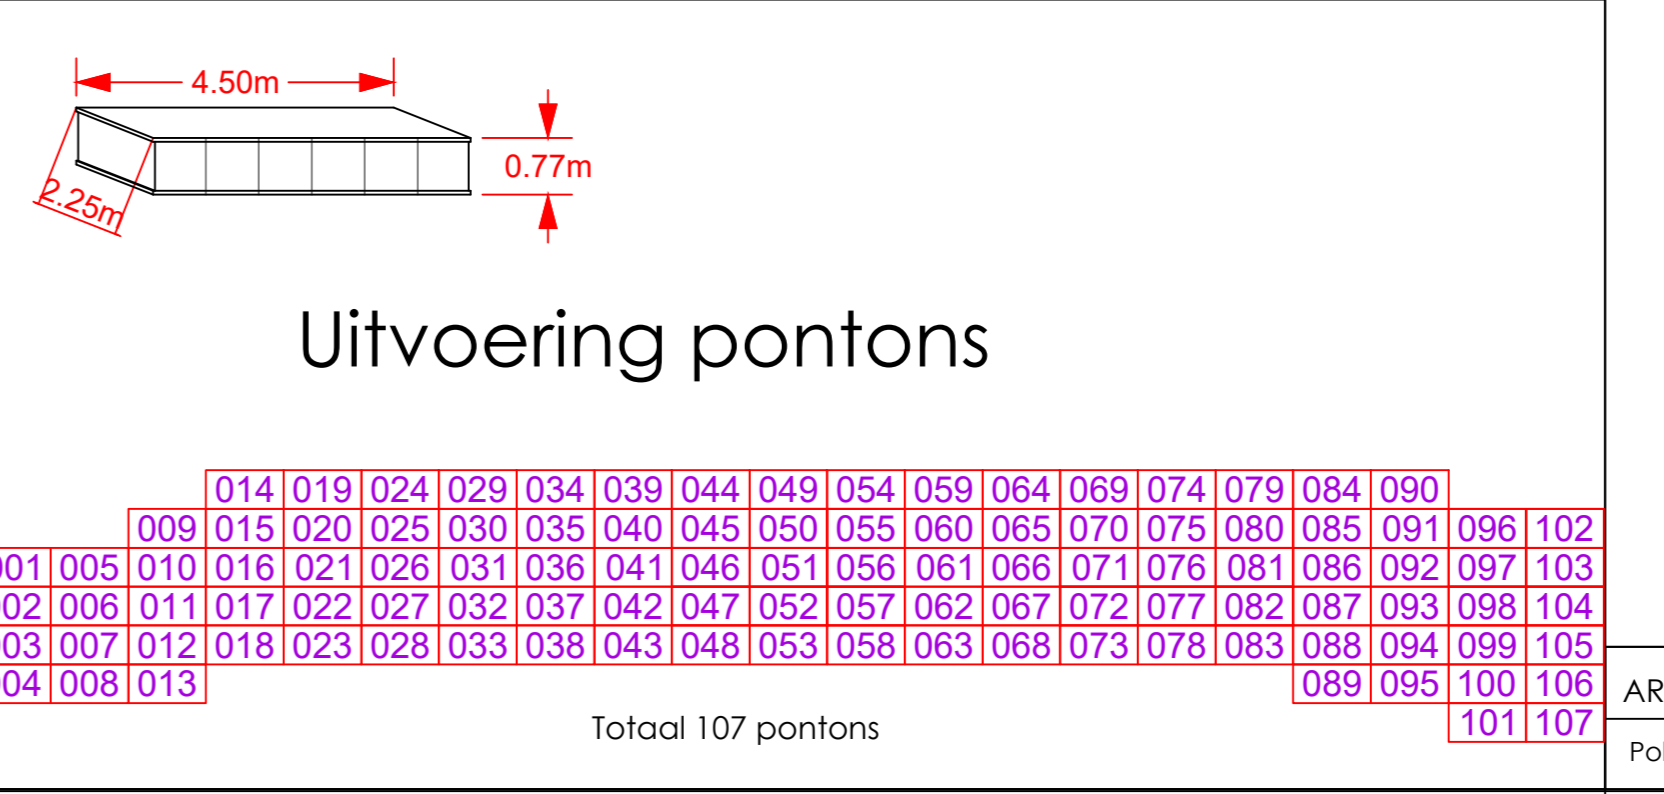 4.50m
0.77m
2.25m
Uitvoering pontons
014 019 024 029 034 039 044 049 054 059 064 069 074 079 084 090
009 015 020 025 030 035 040 045 050 055 060 065 070 075 080 085 091 096 102
01 005 010 016 021 026 031 036 041 046 051 056 061 066 071 076 081 086 092 097 103
02 006 011 017 022 027 032 037 042 047 052 057 062 067 072 077 082 087 093 098 104
03 007 012 018 023 028 033 038 043 048 053 058 063 068 073 078 083 088 094 099 105
04 008 013 089 095 100 106
AR
101 107
Totaal 107 pontons
Pol